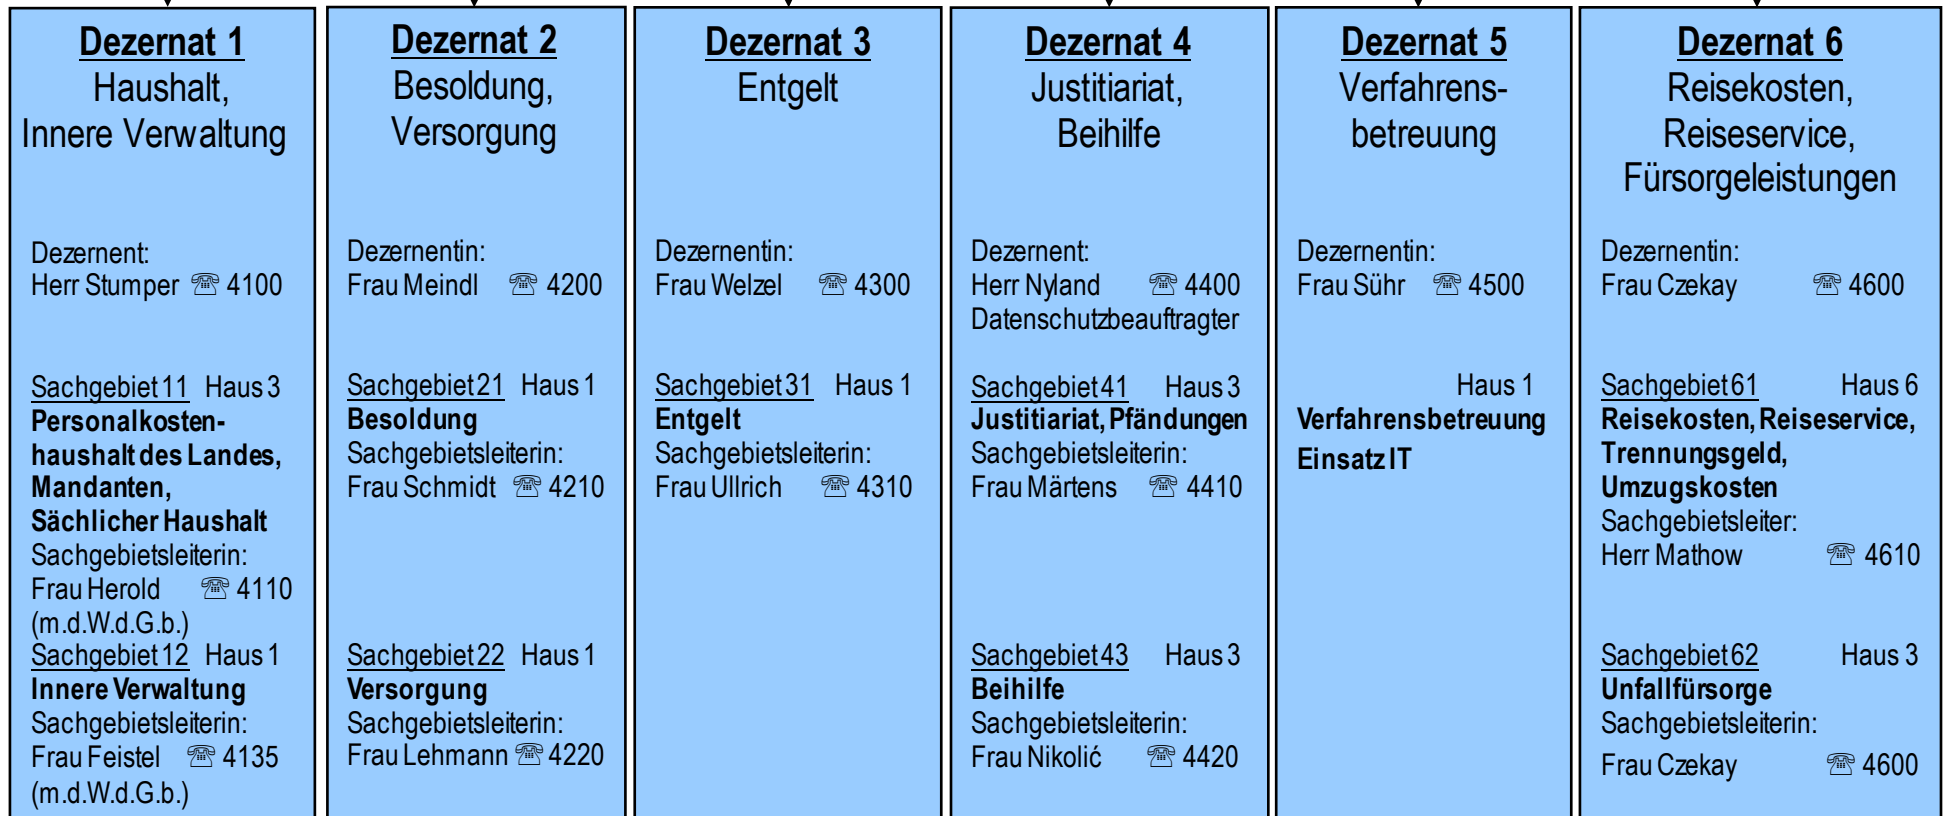 Dezernat 1
Haushalt,
Innere Verwaltung
Dezernent:
Herr Stumper ☏ 4100
Sachgebiet 11 Haus 3
Personalkosten-
haushalt des Landes,
Mandanten,
Sächlicher Haushalt
Sachgebietsleiterin:
Frau Herold ☏ 4110
(m.d.W.d.G.b.)
Sachgebiet 12 Haus 1
Innere Verwaltung
Sachgebietsleiterin:
Frau Feistel ☏ 4135
(m.d.W.d.G.b.)
Dezernat 2
Besoldung,
Versorgung
Dezernentin:
Frau Meindl ☏ 4200
Sachgebiet 21 Haus 1
Besoldung
Sachgebietsleiterin:
Frau Schmidt ☏ 4210
Sachgebiet 22 Haus 1
Versorgung
Sachgebietsleiterin:
Frau Lehmann ☏ 4220
Dezernat 3
Entgelt
Dezernentin:
Frau Welzel ☏ 4300
Sachgebiet 31 Haus 1
Entgelt
Sachgebietsleiterin:
Frau Ullrich ☏ 4310
Dezernat 4
Justitiariat,
Beihilfe
Dezernent:
Herr Nyland ☏ 4400
Datenschutzbeauftragter
Sachgebiet 41 Haus 3
Justitiariat, Pfändungen
Sachgebietsleiterin:
Frau Märtens ☏ 4410
Sachgebiet 43 Haus 3
Beihilfe
Sachgebietsleiterin:
Frau Nikolić ☏ 4420
Dezernat 5
Verfahrens-
betreuung
Dezernentin:
Frau Sühr ☏ 4500
Haus 1
Verfahrensbetreuung
Einsatz IT
Dezernat 6
Reisekosten,
Reiseservice,
Fürsorgeleistungen
Dezernentin:
Frau Czekay ☏ 4600
Sachgebiet 61 Haus 6
Reisekosten, Reiseservice,
Trennungsgeld,
Umzugskosten
Sachgebietsleiter:
Herr Mathow ☏ 4610
Sachgebiet 62 Haus 3
Unfallfürsorge
Sachgebietsleiterin:
Frau Czekay ☏ 4600